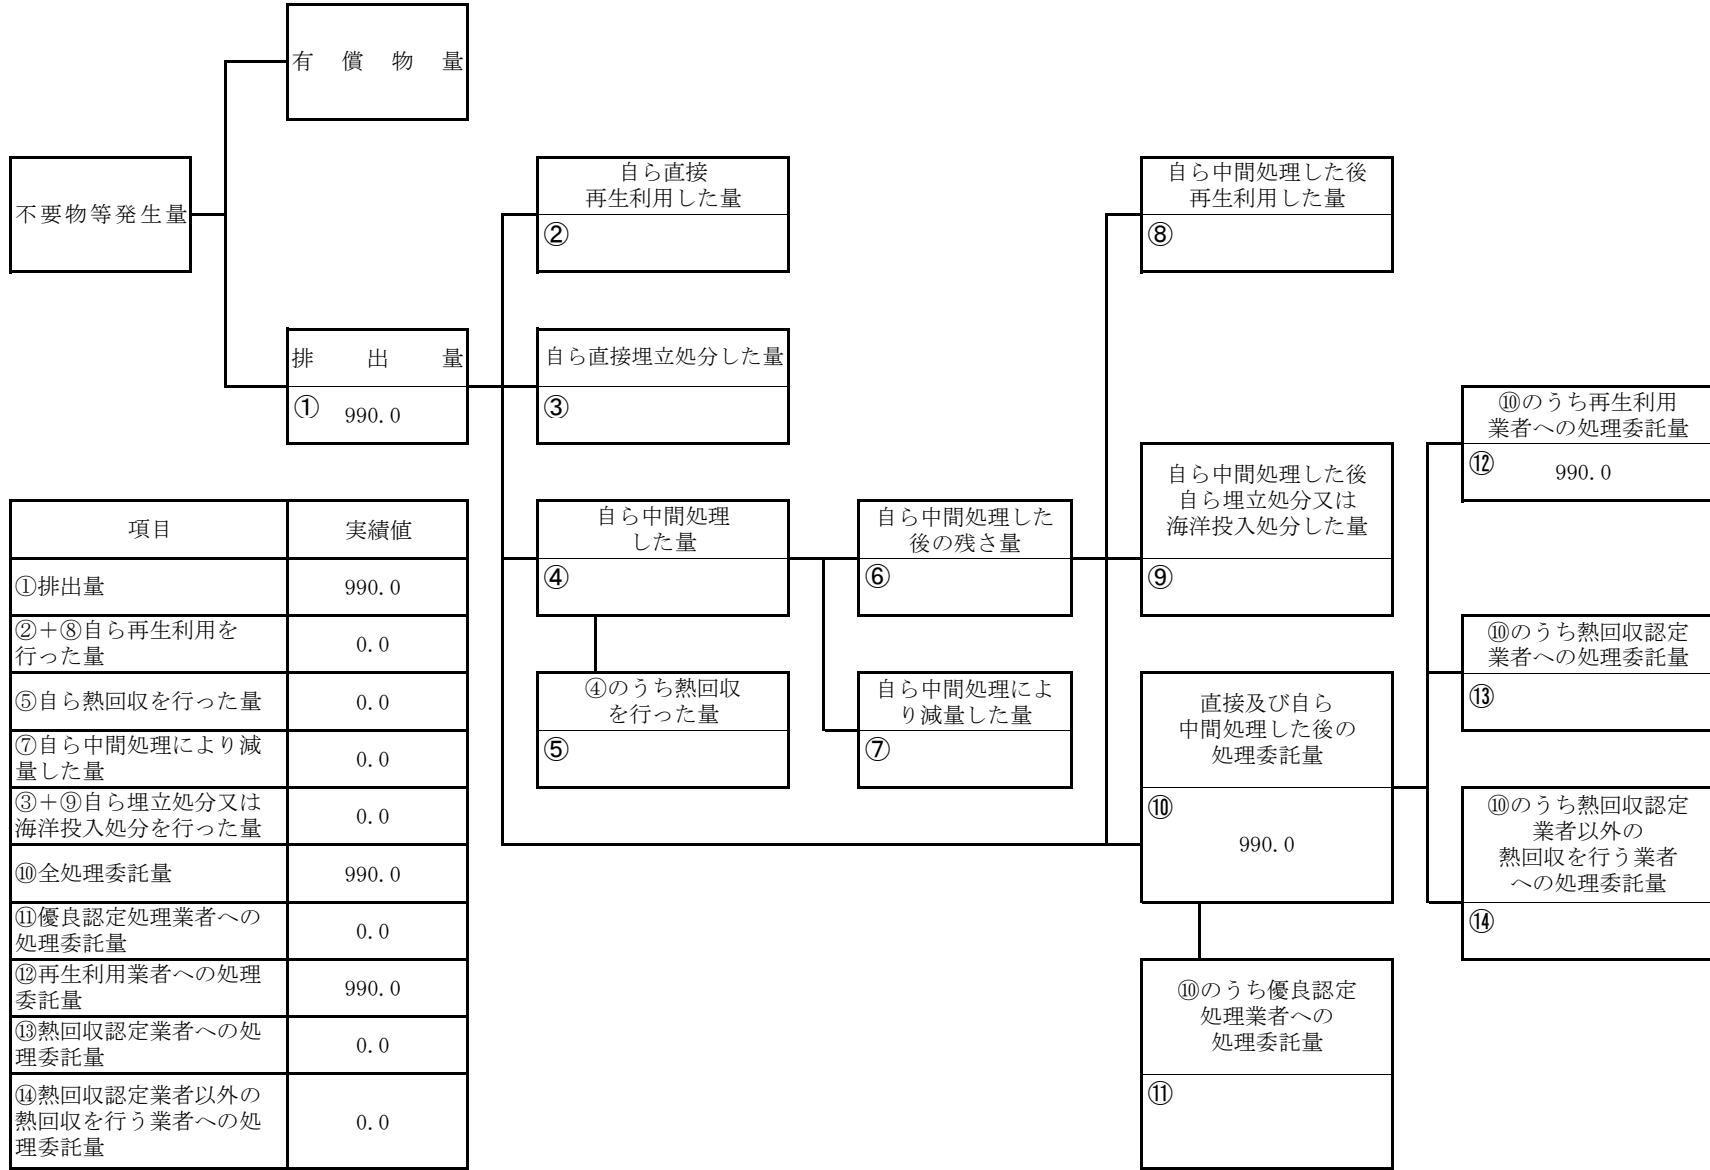 有償物量
不要物等発生量
排出量
① 990.0
自ら直接
再生利用した量
②
自ら直接埋立処分した量
③
自ら中間処理
した量
④
④のうち熱回収
を行った量
⑤
自ら中間処理した
後の残さ量
⑥
自ら中間処理によ
り減量した量
⑦
自ら中間処理した後
再生利用した量
⑧
自ら中間処理した後
自ら埋立処分又は
海洋投入処分した量
⑨
直接及び自ら
中間処理した後の
処理委託量
⑩
990.0
⑩のうち優良認定
処理業者への
処理委託量
⑪
⑩のうち再生利用
業者への処理委託量
⑫ 990.0
⑩のうち熱回収認定
業者への処理委託量
⑬
⑩のうち熱回収認定
業者以外の
熱回収を行う業者
への処理委託量
⑭
項目 実績値
①排出量 990.0
②＋⑧自ら再生利用を
行った量 0.0
⑤自ら熱回収を行った量 0.0
⑦自ら中間処理により減
量した量 0.0
③＋⑨自ら埋立処分又は
海洋投入処分を行った量 0.0
⑩全処理委託量 990.0
⑪優良認定処理業者への
処理委託量 0.0
⑫再生利用業者への処理
委託量 990.0
⑬熱回収認定業者への処
理委託量 0.0
⑭熱回収認定業者以外の
熱回収を行う業者への処
理委託量 0.0